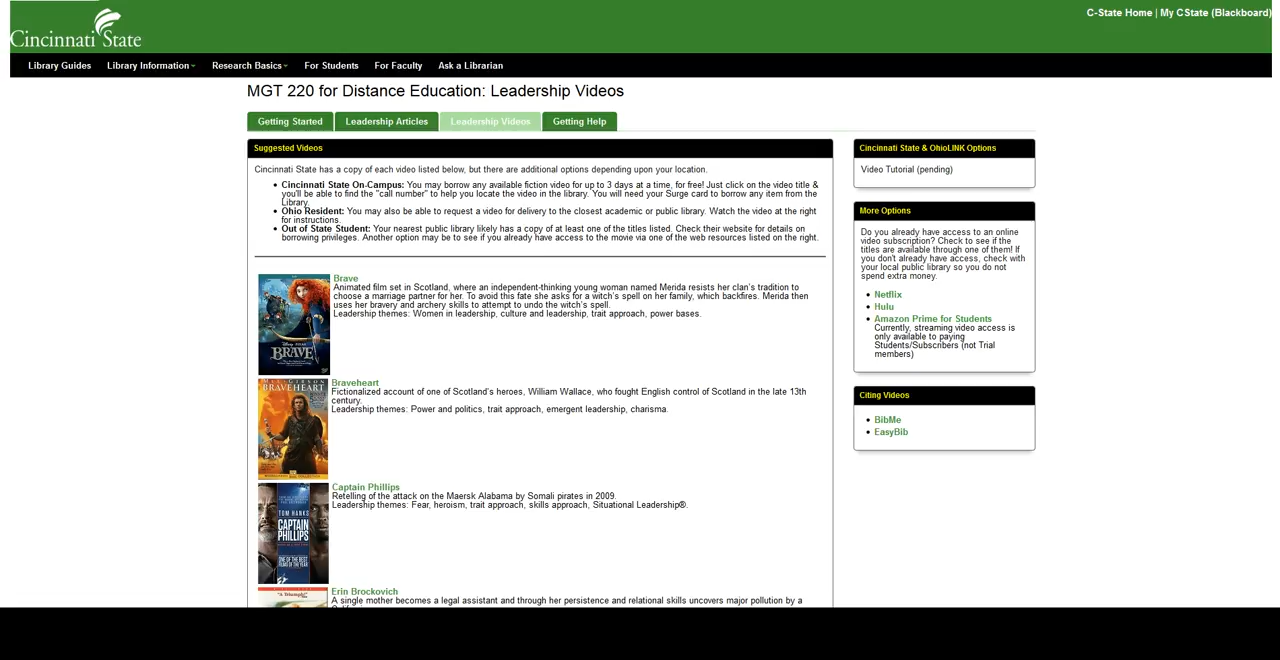 C-State Home | My CState (Blackboard)
Cincinnati State
Library Guides Library Information Research Basics For Students For Faculty Ask a Librarian
MGT 220 for Distance Education: Leadership Videos
Getting Started Leadership Articles Leadership Videos Getting Help
Suggested Videos
Cincinnati State has a copy of each video listed below, but there are additional options depending upon your location.
• Cincinnati State On-Campus: You may borrow any available fiction video for up to 3 days at a time, for free! Just click on the video title &
you'll be able to find the "call number" to help you locate the video in the library. You will need your Surge card to borrow any item from the
Library.
• Ohio Resident: You may also be able to request a video for delivery to the closest academic or public library. Watch the video at the right
for instructions.
• Out of State Student: Your nearest public library likely has a copy of at least one of the titles listed. Check their website for details on
borrowing privileges. Another option may be to see if you already have access to the movie via one of the web resources listed on the right.
Brave
Animated film set in Scotland, where an independent-thinking young woman named Merida resists her clan's tradition to
choose a marriage partner for her. To avoid this fate she asks for a witch's spell on her family, which backfires. Merida then
uses her bravery and archery skills to attempt to undo the witch's spell.
Leadership themes: Women in leadership, culture and leadership, trait approach, power bases.
BRAVE
Braveheart
Fictionalized account of one of Scotland's heroes, William Wallace, who fought English control of Scotland in the late 13th
century.
Leadership themes: Power and politics, trait approach, emergent leadership, charisma.
MEL GIBSON
BRAVEHEART
Captain Phillips
Retelling of the attack on the Maersk Alabama by Somali pirates in 2009.
Leadership themes: Fear, heroism, trait approach, skills approach, Situational Leadership®.
TOM HANKS
CAPTAIN
PHILLIPS
ONE OF THE BEST
FILMS OF THE YEAR
Erin Brockovich
A single mother becomes a legal assistant and through her persistence and relational skills uncovers major pollution by a
"A Triumph!"
Cincinnati State & OhioLINK Options
Video Tutorial (pending)
More Options
Do you already have access to an online
video subscription? Check to see if the
titles are available through one of them! If
you don't already have access, check with
your local public library so you do not
spend extra money.
• Netflix
• Hulu
• Amazon Prime for Students
Currently, streaming video access is
only available to paying
Students/Subscribers (not Trial
members)
Citing Videos
• BibMe
• EasyBib